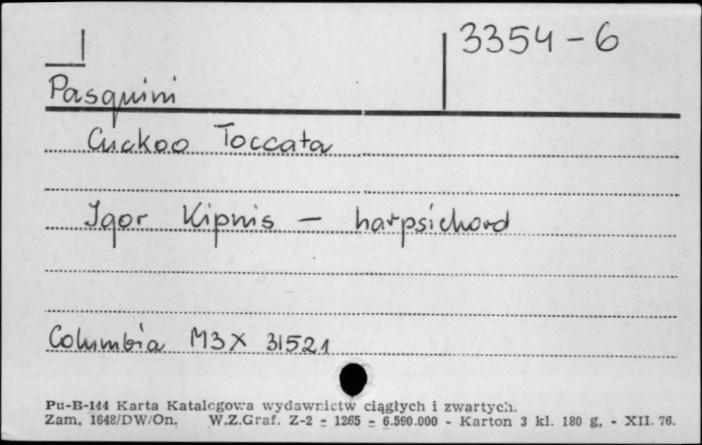 3354-6
Pasquini
Cuckoo Toccata
Igor Kipnis — harpsichord
Columbia M3X 31521
Pu-B-144 Karta Katalogowa wydawnictw ciągłych i zwartych.
Zam. 1648/DW/On. W.Z.Graf. Z-2 - 1265 - 6.590.000 - Karton 3 kl. 180 g, - XII. 76.